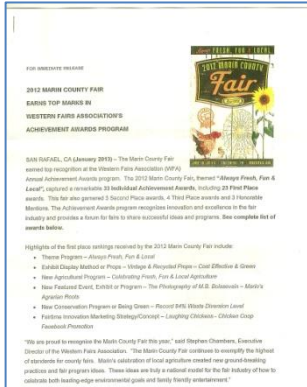 FOR IMMEDIATE RELEASE
Always FRESH, FUN & LOCAL
2012 MARIN COUNTY
Fair
2012 MARIN COUNTY FAIR
EARNS TOP MARKS IN
WESTERN FAIRS ASSOCIATION'S
ACHIEVEMENT AWARDS PROGRAM
SAN RAFAEL, CA (January 2013) – The Marin County Fair
earned top recognition at the Western Fairs Association (WFA)
Annual Achievement Awards program. The 2012 Marin County Fair, themed "Always Fresh, Fun &
Local", captured a remarkable 33 Individual Achievement Awards, including 23 First Place
awards. This fair also garnered 5 Second Place awards, 4 Third Place awards and 3 Honorable
Mentions. The Achievement Awards program recognizes innovation and excellence in the fair
industry and provides a forum for fairs to share successful ideas and programs. See complete list of
awards below.
Highlights of the first place rankings received by the 2012 Marin County Fair include:
• Theme Program – Always Fresh, Fun & Local
• Exhibit Display Method or Props – Vintage & Recycled Props – Cost Effective & Green
• New Agricultural Program – Celebrating Fresh, Fun & Local Agriculture
• New Featured Event, Exhibit or Program – The Photography of M.B. Boissevain – Marin's
Agrarian Roots
• New Conservation Program or Being Green – Record 94% Waste Diversion Level
• Fairtime Innovation Marketing Strategy/Concept – Laughing Chickens - Chicken Coop
Facebook Promotion
"We are proud to recognize the Marin County Fair this year," said Stephen Chambers, Executive
Director of the Western Fairs Association. "The Marin County Fair continues to exemplify the highest
of standards for county fairs. Marin's celebration of local agriculture created new ground-breaking
practices and fair program ideas. These ideas are truly a national model for the fair industry of how to
celebrate both leading-edge environmental goals and family friendly entertainment."